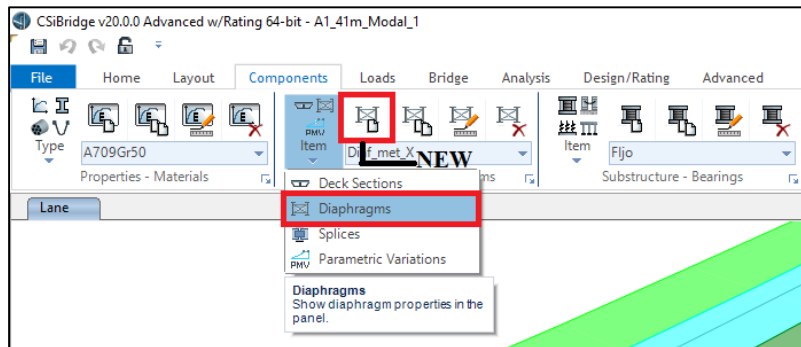 CSiBridge v20.0.0 Advanced w/Rating 64-bit - A1_41m_Modal_1
File Home Layout Components Loads Bridge Analysis Design/Rating Advanced
Type
Item
Item
A709Gr50
_met_X
NEW
Fljo
Properties - Materials
Substructure - Bearings
Lane
Deck Sections
Diaphragms
Splices
PMV Parametric Variations
Diaphragms
Show diaphragm properties in the
panel.